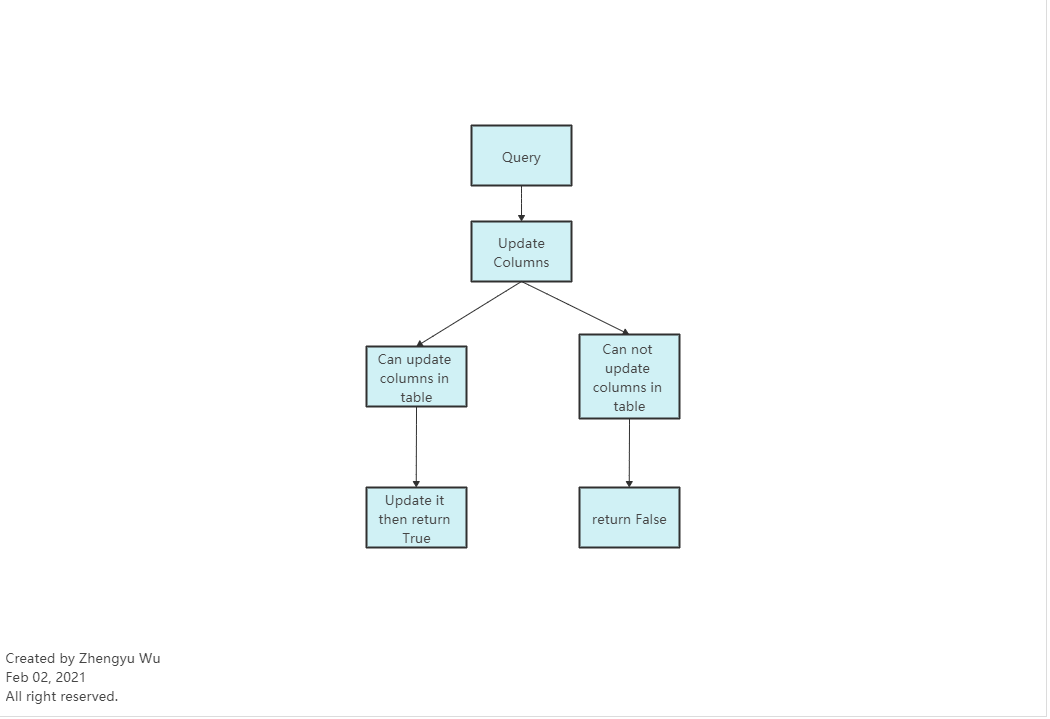 Query
Update
Columns
Can update
columns in
table
Can not
update
columns in
table
Update it
then return
True
return False
Created by Zhengyu Wu
Feb 02, 2021
All right reserved.